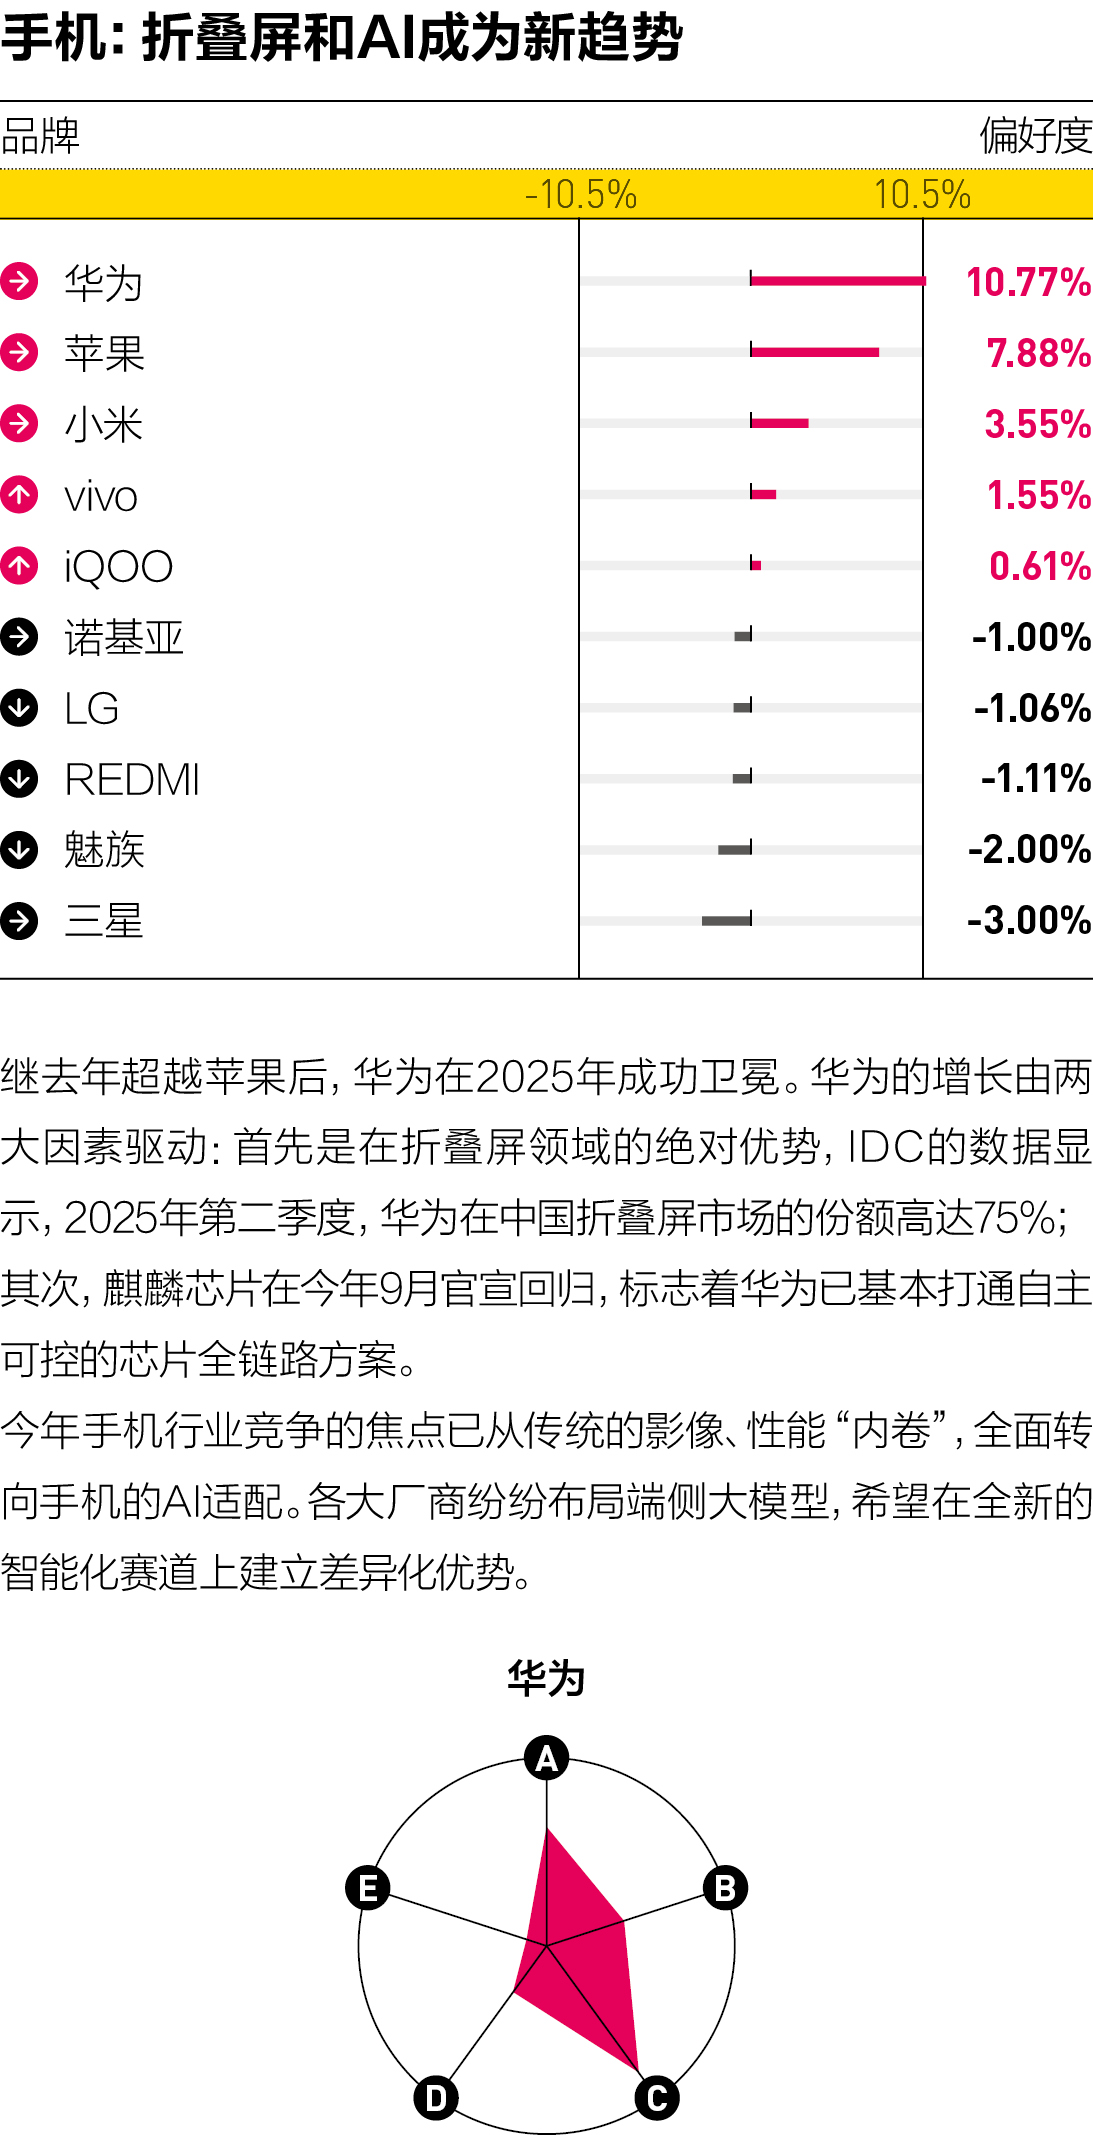 手机：折叠屏和AI成为新趋势
品牌 偏好度
-10.5% 10.5%
华为 10.77%
苹果 7.88%
小米 3.55%
vivo 1.55%
iQOO 0.61%
诺基亚 -1.00%
LG -1.06%
REDMI -1.11%
魅族 -2.00%
三星 -3.00%
继去年超越苹果后，华为在2025年成功卫冕。华为的增长由两
大因素驱动：首先是在折叠屏领域的绝对优势，IDC的数据显
示，2025年第二季度，华为在中国折叠屏市场的份额高达75%；
其次，麒麟芯片在今年9月官宣回归，标志着华为已基本打通自主
可控的芯片全链路方案。
今年手机行业竞争的焦点已从传统的影像、性能“内卷”，全面转
向手机的AI适配。各大厂商纷纷布局端侧大模型，希望在全新的
智能化赛道上建立差异化优势。
华为
A
B
C
D
E